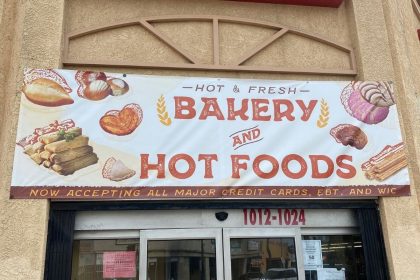 HOT & FRESH
BAKERY
AND
HOT FOODS
NOW ACCEPTING ALL MAJOR CREDIT CARDS, EBT, AND WIC
1012-1024